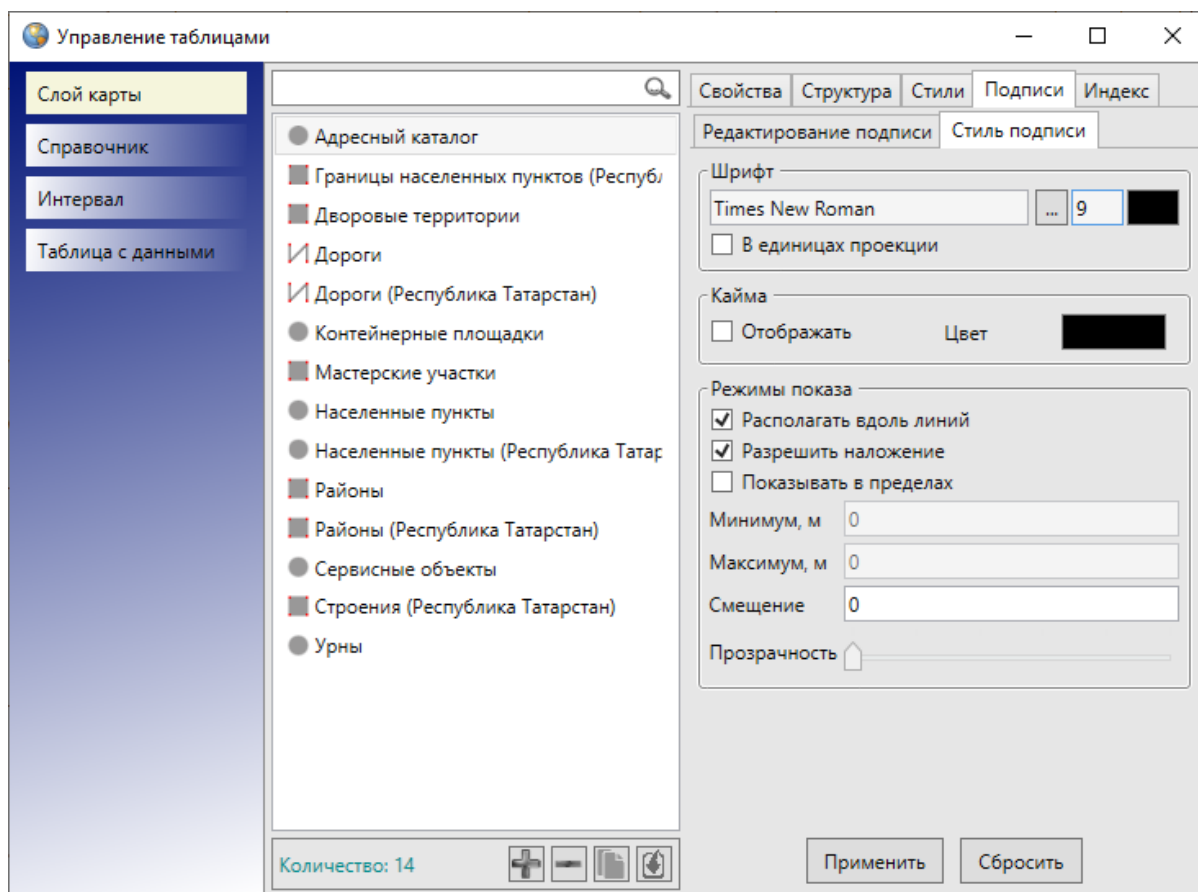 Управление таблицами
Слой карты
Справочник
Интервал
Таблица с данными
Адресный каталог
Границы населенных пунктов (Республ
Дворовые территории
Дороги
Дороги (Республика Татарстан)
Контейнерные площадки
Мастерские участки
Населенные пункты
Населенные пункты (Республика Татар
Районы
Районы (Республика Татарстан)
Сервисные объекты
Строения (Республика Татарстан)
Урны
Количество: 14
Свойства Структура Стили Подписи Индекс
Редактирование подписи Стиль подписи
Шрифт
Times New Roman ... 9
В единицах проекции
Кайма
Отображать Цвет
Режимы показа
Располагать вдоль линий
Разрешить наложение
Показывать в пределах
Минимум, м 0
Максимум, м 0
Смещение 0
Прозрачность
Применить Сбросить